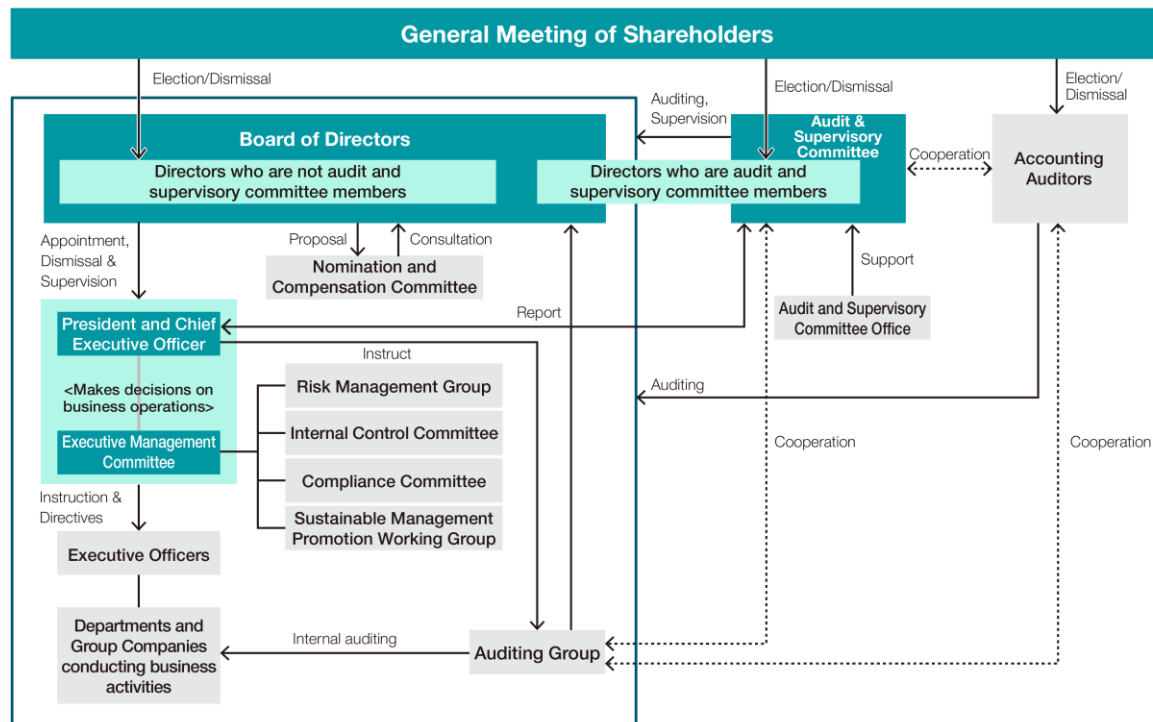 General Meeting of Shareholders
Election/Dismissal
Election/Dismissal
Election/
Dismissal
Auditing,
Supervision
Board of Directors
Directors who are not audit and
supervisory committee members
Directors who are audit and
supervisory committee members
Audit &
Supervisory
Committee
Cooperation
Accounting
Auditors
Appointment,
Dismissal &
Supervision
Proposal
Consultation
Nomination and
Compensation Committee
Support
Audit and Supervisory
Committee Office
Report
President and Chief
Executive Officer
Instruct
<Makes decisions on
business operations>
Executive Management
Committee
Risk Management Group
Internal Control Committee
Compliance Committee
Sustainable Management
Promotion Working Group
Auditing
Cooperation
Cooperation
Instruction &
Directives
Executive Officers
Departments and
Group Companies
conducting business
activities
Internal auditing
Auditing Group